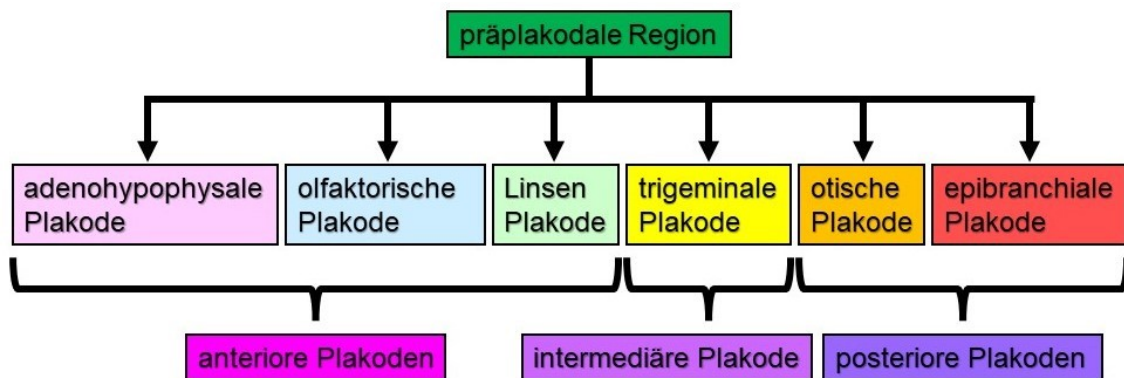 präplakodale Region
adenohypophysale
Plakode
olfaktorische
Plakode
Linsen
Plakode
trigeminale
Plakode
otische
Plakode
epibranchiale
Plakode
anteriore Plakoden
intermediäre Plakode
posteriore Plakoden